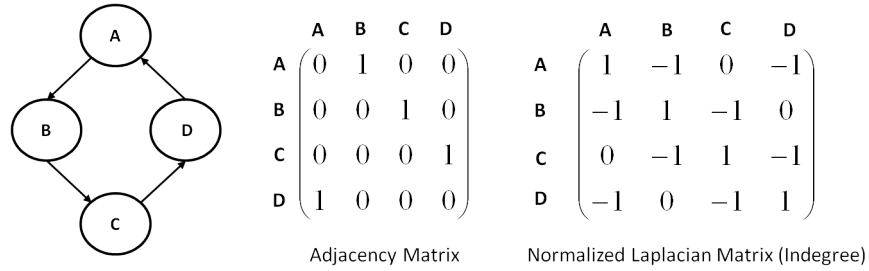 A
B
D
C
A B C D
A 0 1 0 0
B 0 0 1 0
C 0 0 0 1
D 1 0 0 0
Adjacency Matrix
A B C D
A 1 −1 0 −1
B −1 1 −1 0
C 0 −1 1 −1
D −1 0 −1 1
Normalized Laplacian Matrix (Indegree)